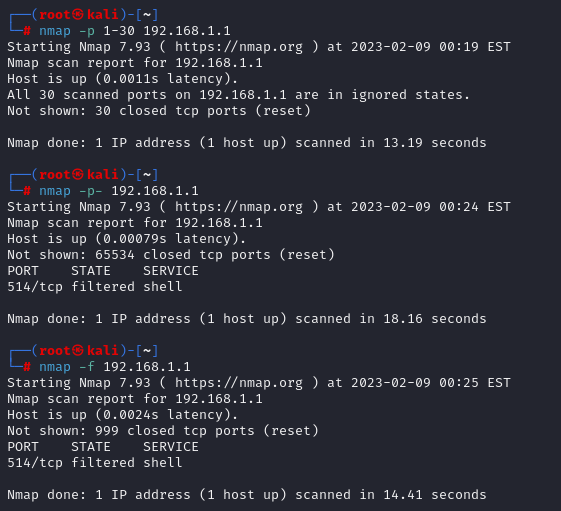 ┌──(root㉿kali)-[~]
└─# nmap -p 1-30 192.168.1.1
Starting Nmap 7.93 ( https://nmap.org ) at 2023-02-09 00:19 EST
Nmap scan report for 192.168.1.1
Host is up (0.0011s latency).
All 30 scanned ports on 192.168.1.1 are in ignored states.
Not shown: 30 closed tcp ports (reset)

Nmap done: 1 IP address (1 host up) scanned in 13.19 seconds

┌──(root㉿kali)-[~]
└─# nmap -p- 192.168.1.1
Starting Nmap 7.93 ( https://nmap.org ) at 2023-02-09 00:24 EST
Nmap scan report for 192.168.1.1
Host is up (0.00079s latency).
Not shown: 65534 closed tcp ports (reset)
PORT    STATE    SERVICE
514/tcp filtered shell

Nmap done: 1 IP address (1 host up) scanned in 18.16 seconds

┌──(root㉿kali)-[~]
└─# nmap -f 192.168.1.1
Starting Nmap 7.93 ( https://nmap.org ) at 2023-02-09 00:25 EST
Nmap scan report for 192.168.1.1
Host is up (0.0024s latency).
Not shown: 999 closed tcp ports (reset)
PORT    STATE    SERVICE
514/tcp filtered shell

Nmap done: 1 IP address (1 host up) scanned in 14.41 seconds